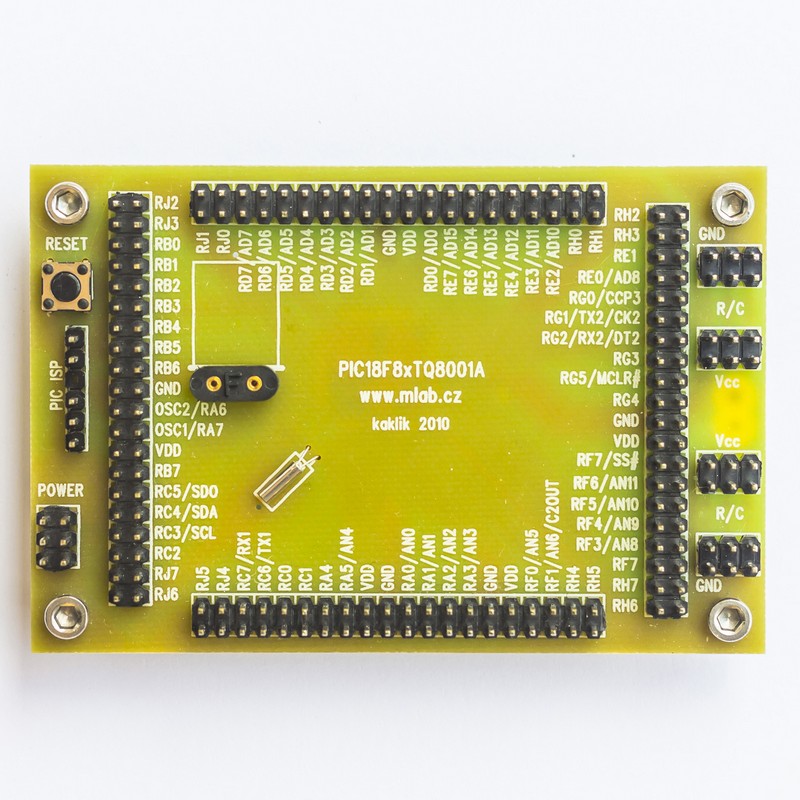 RJ1
RJ0
RD7/AD7
RD6/AD6
RD5/AD5
RD4/AD4
RD3/AD3
RD2/AD2
RD1/AD1
GND
VDD
RD0/AD0
RE7/AD15
RE6/AD14
RE5/AD13
RE4/AD12
RE3/AD11
RE2/AD10
RH0
RH1
RESET
PIC ISP
POWER
RJ2
RJ3
RB0
RB1
RB2
RB3
RB4
RB5
RB6
GND
OSC2/RA6
OSC1/RA7
VDD
RB7
RC5/SDO
RC4/SDA
RC3/SCL
RC2
RJ7
RJ6
PIC18F8xTQ8001A
www.mlab.cz
kaklik 2010
RH2
RH3
RE1
RE0/AD8
RG0/CCP3
RG1/TX2/CK2
RG2/RX2/DT2
RG3
RG5/MCLR#
RG4
GND
VDD
RF7/SS#
RF6/AN11
RF5/AN10
RF4/AN9
RF3/AN8
RF7
RH7
RH6
GND
R/C
Vcc
Vcc
R/C
GND
RJ5
RJ4
RC7/RX1
RC6/TX1
RC0
RC1
RA4
RA5/AN4
VDD
GND
RA0/AN0
RA1/AN1
RA2/AN2
RA3/AN3
GND
VDD
RF0/AN5
RF1/AN6/C2OUT
RH4
RH5